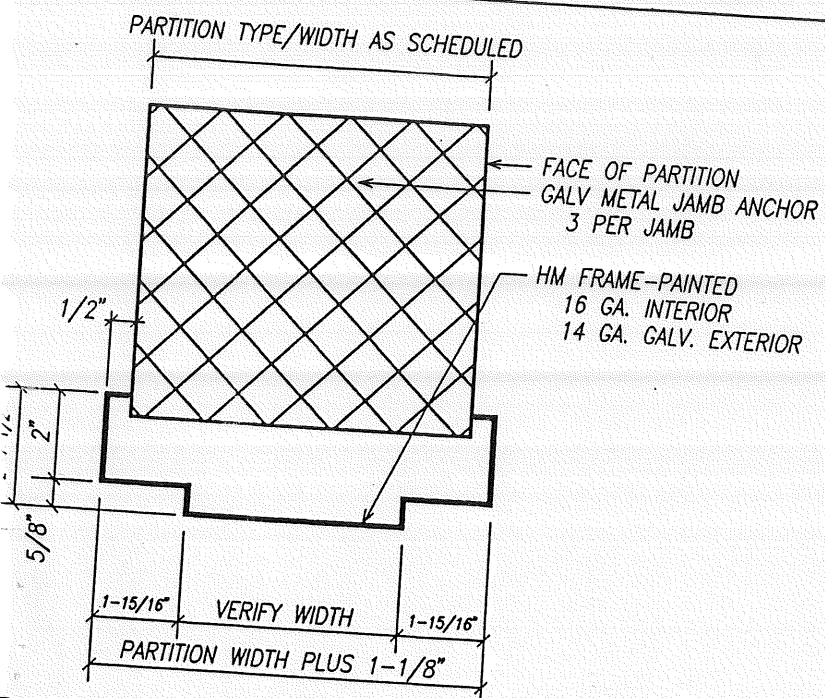 PARTITION TYPE/WIDTH AS SCHEDULED
FACE OF PARTITION
GALV METAL JAMB ANCHOR
3 PER JAMB
HM FRAME-PAINTED
16 GA. INTERIOR
14 GA. GALV. EXTERIOR
1/2"
2"
5/8"
1-15/16"
VERIFY WIDTH
1-15/16"
PARTITION WIDTH PLUS 1-1/8"